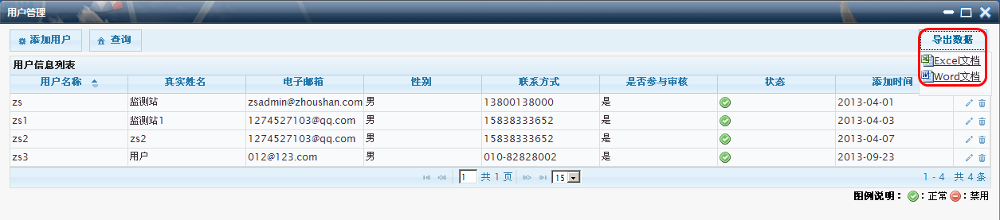 用户管理
添加用户 查询 导出数据
Excel文档
Word文档
用户信息列表
用户名称 真实姓名 电子邮箱 性别 联系方式 是否参与审核 状态 添加时间
zs 监测站 zsadmin@zhoushan.com 男 13800138000 是 2013-04-01
zs1 监测站1 1274527103@qq.com 男 15838333652 是 2013-04-03
zs2 zs2 1274527103@qq.com 男 15838333652 是 2013-04-07
zs3 用户 012@123.com 男 010-82828002 是 2013-09-23
1 共 1 页 15 1 - 4 共 4 条
图例说明： ：正常 ：禁用